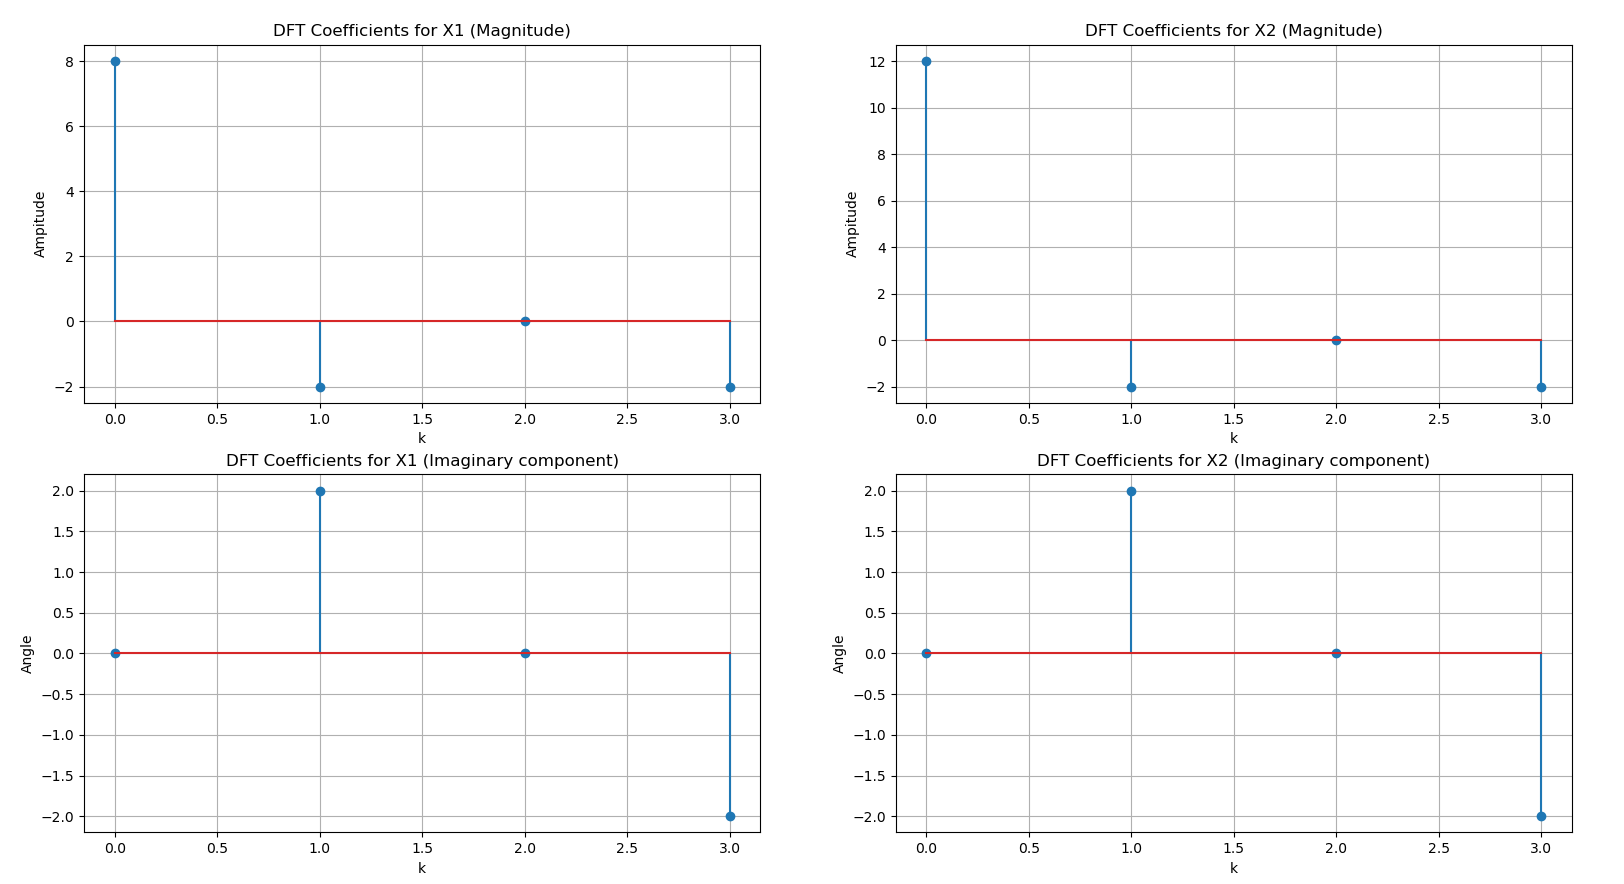 DFT Coefficients for X1 (Magnitude)
8
6
4
2
0
−2
Ampitude
0.0 0.5 1.0 1.5 2.0 2.5 3.0
k
DFT Coefficients for X2 (Magnitude)
12
10
8
6
4
2
0
−2
Ampitude
0.0 0.5 1.0 1.5 2.0 2.5 3.0
k
DFT Coefficients for X1 (Imaginary component)
2.0
1.5
1.0
0.5
0.0
−0.5
−1.0
−1.5
−2.0
Angle
0.0 0.5 1.0 1.5 2.0 2.5 3.0
k
DFT Coefficients for X2 (Imaginary component)
2.0
1.5
1.0
0.5
0.0
−0.5
−1.0
−1.5
−2.0
Angle
0.0 0.5 1.0 1.5 2.0 2.5 3.0
k